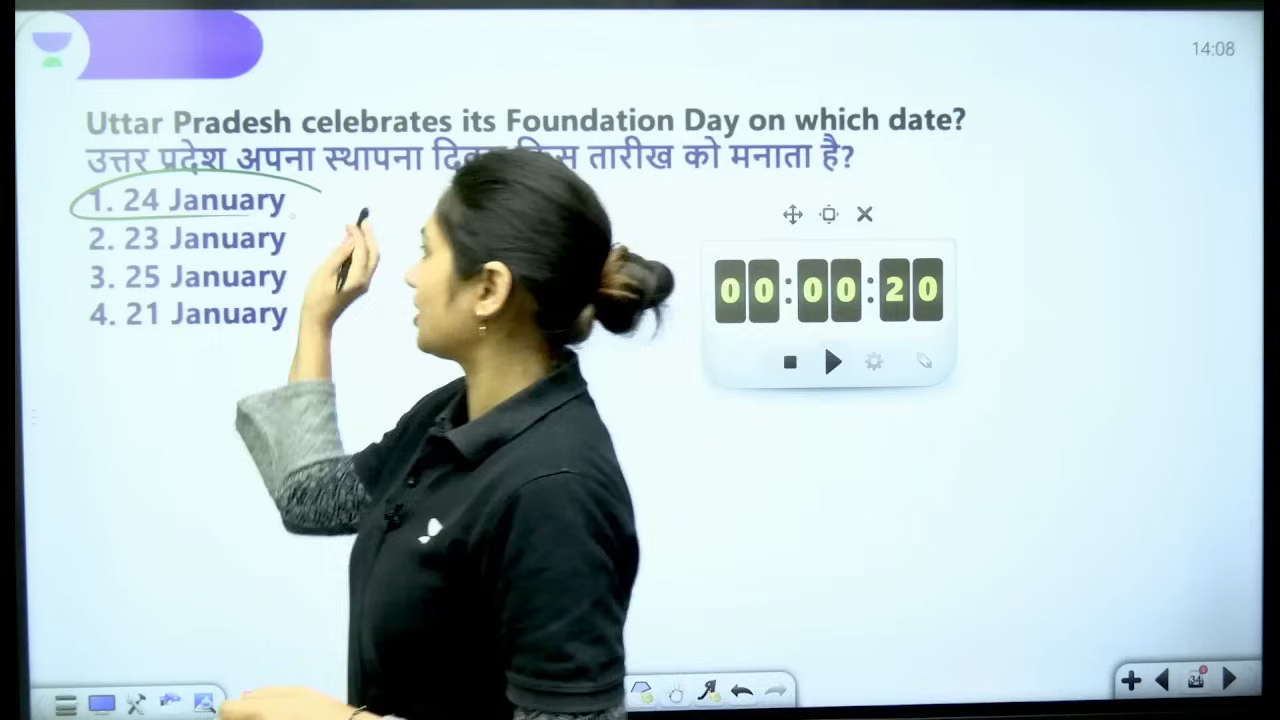 14:08
Uttar Pradesh celebrates its Foundation Day on which date?
उत्तर प्रदेश अपना स्थापना तारीख को मनाता है?
1. 24 January
2. 23 January
3. 25 January
4. 21 January
00:00:20
34